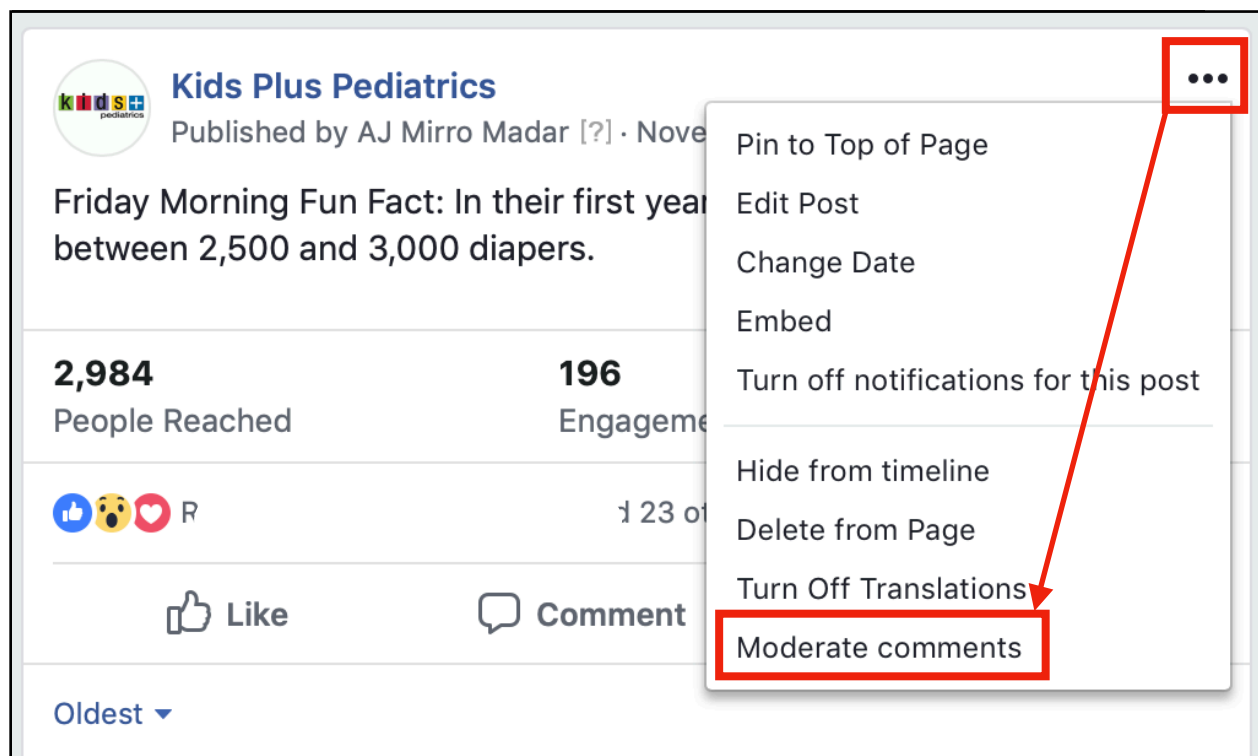 kids+
pediatrics
Kids Plus Pediatrics
Published by AJ Mirro Madar [?] · Nove
Friday Morning Fun Fact: In their first year
between 2,500 and 3,000 diapers.
2,984
People Reached
196
Engageme
R
d 23 of
Like
Comment
Oldest
•••
Pin to Top of Page
Edit Post
Change Date
Embed
Turn off notifications for this post
Hide from timeline
Delete from Page
Turn Off Translations
Moderate comments